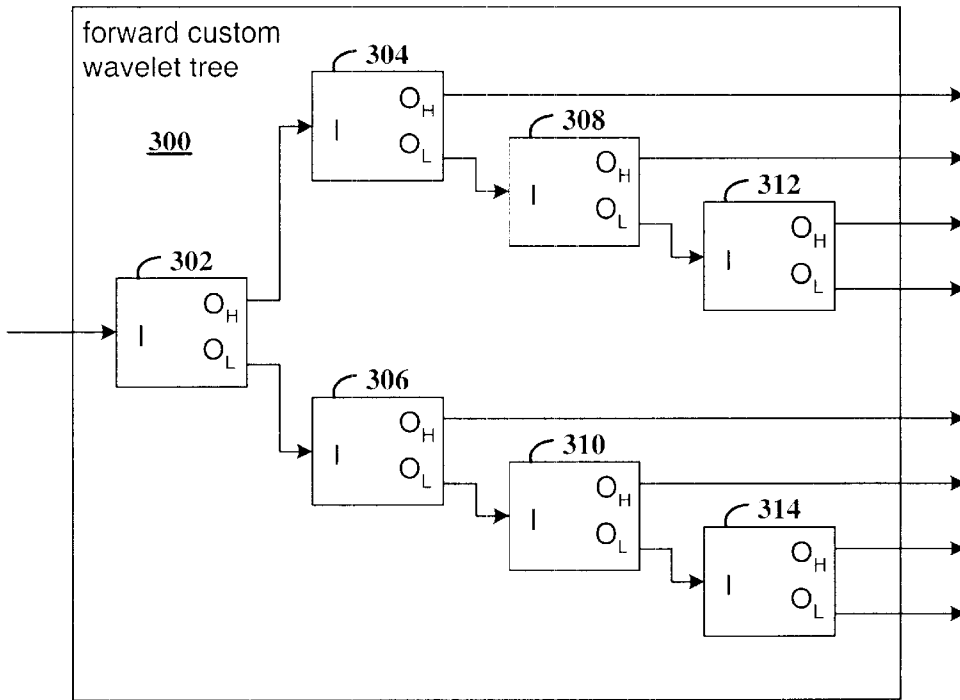 forward custom
wavelet tree
300
304
I
O_H
O_L
308
I
O_H
O_L
312
I
O_H
O_L
302
I
O_H
O_L
306
I
O_H
O_L
310
I
O_H
O_L
314
I
O_H
O_L